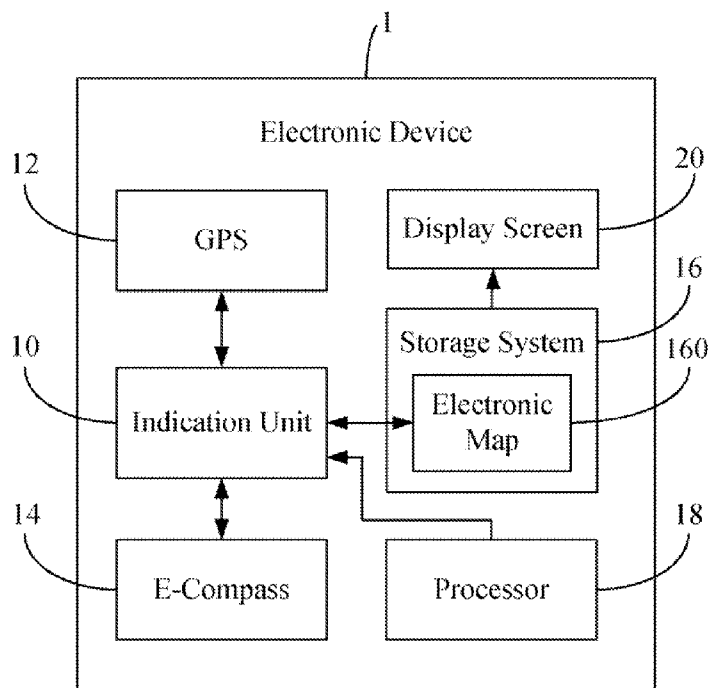 1
Electronic Device
12
GPS
20
Display Screen
16
Storage System
10
Indication Unit
160
Electronic
Map
14
E-Compass
18
Processor